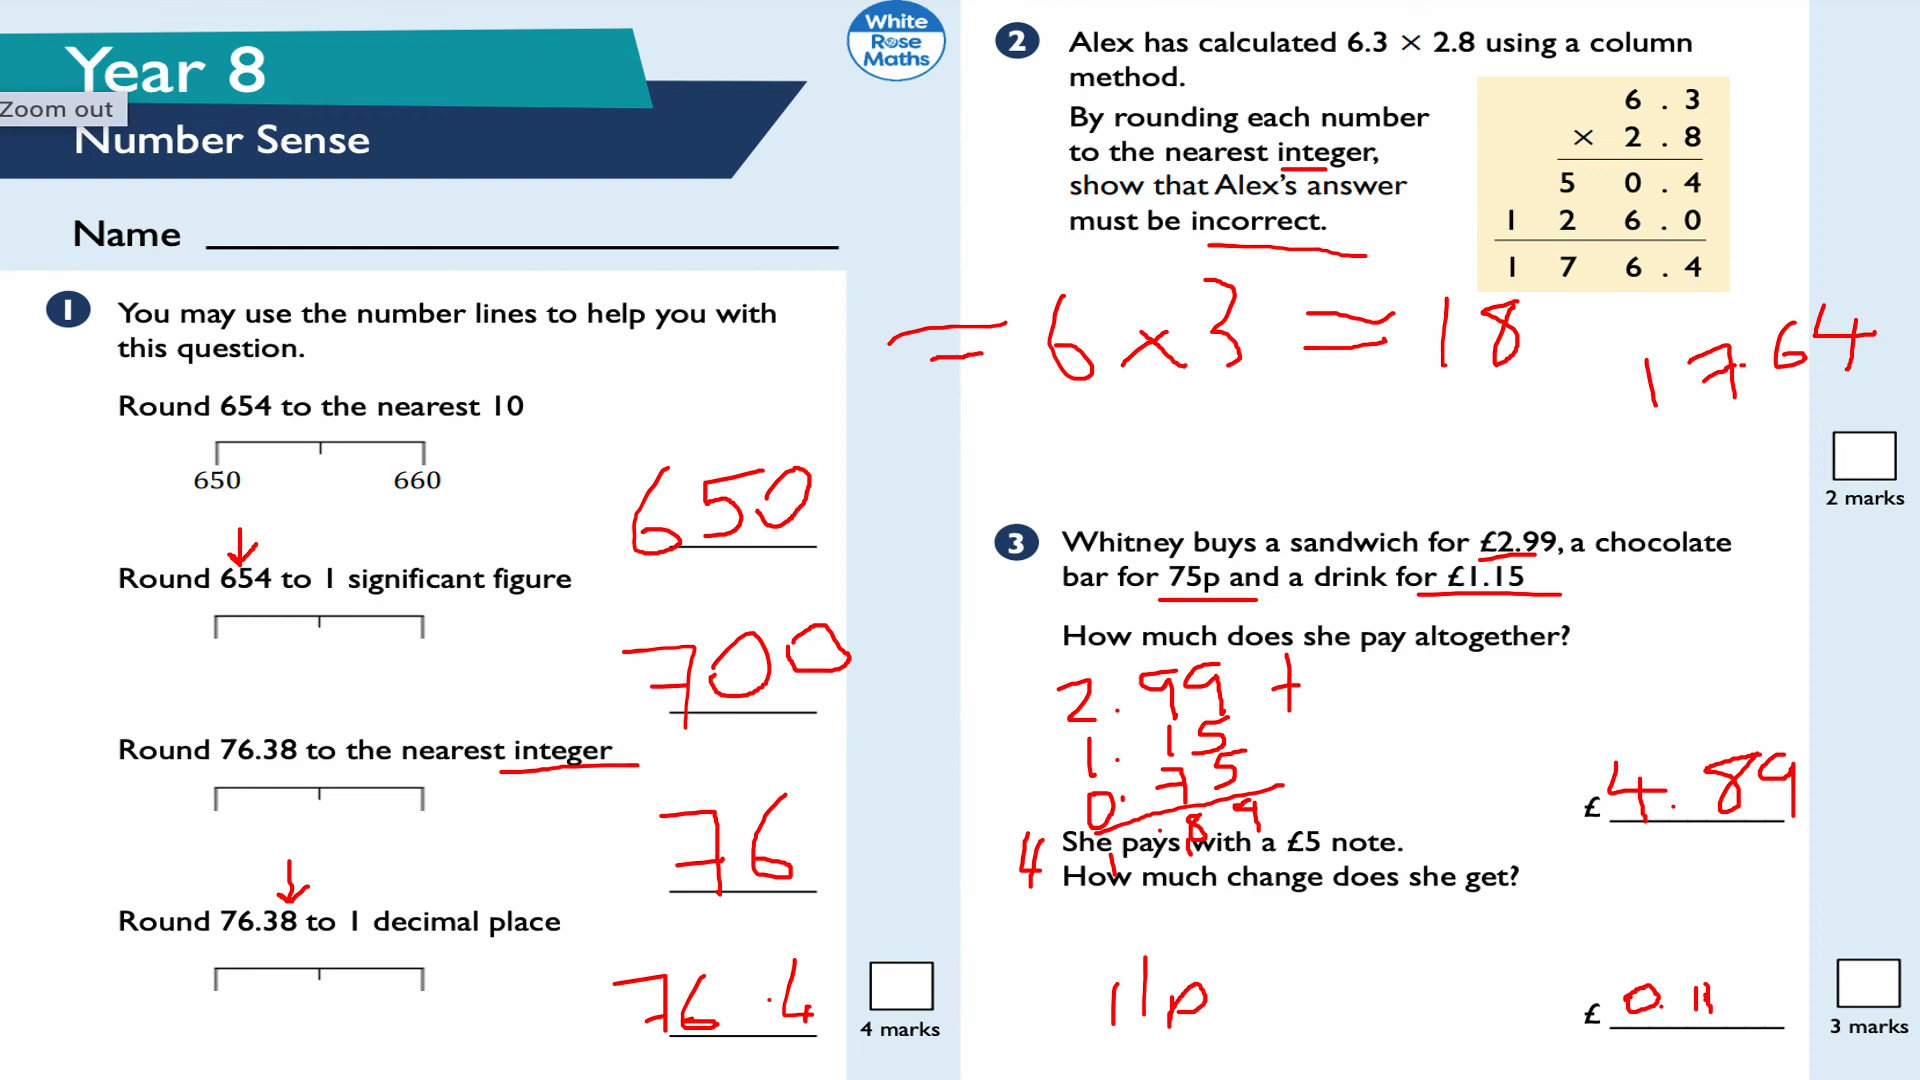 Year 8
Zoom out
Number Sense
White
Rose
Maths
Name
1 You may use the number lines to help you with
this question.
Round 654 to the nearest 10
650 660
650
Round 654 to 1 significant figure
700
Round 76.38 to the nearest integer
76
Round 76.38 to 1 decimal place
76.4
4 marks
2 Alex has calculated 6.3 × 2.8 using a column
method.
By rounding each number
to the nearest integer,
show that Alex's answer
must be incorrect.
6 . 3
× 2 . 8
5 0 . 4
1 2 6 . 0
1 7 6 . 4
= 6 × 3 = 18
17.64
2 marks
3 Whitney buys a sandwich for £2.99, a chocolate
bar for 75p and a drink for £1.15
How much does she pay altogether?
2.99 +
1.15
0.75
4.89
1 1
£ 4.89
She pays with a £5 note.
How much change does she get?
11p
£ 0.11
3 marks